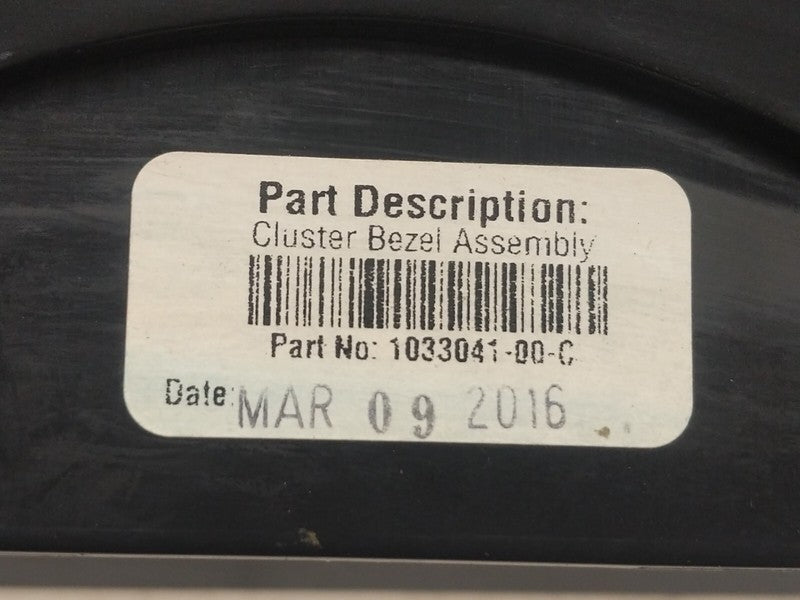 Part Description:
Cluster Bezel Assembly
Part No: 1033041-00-C
Date: MAR 09 2016